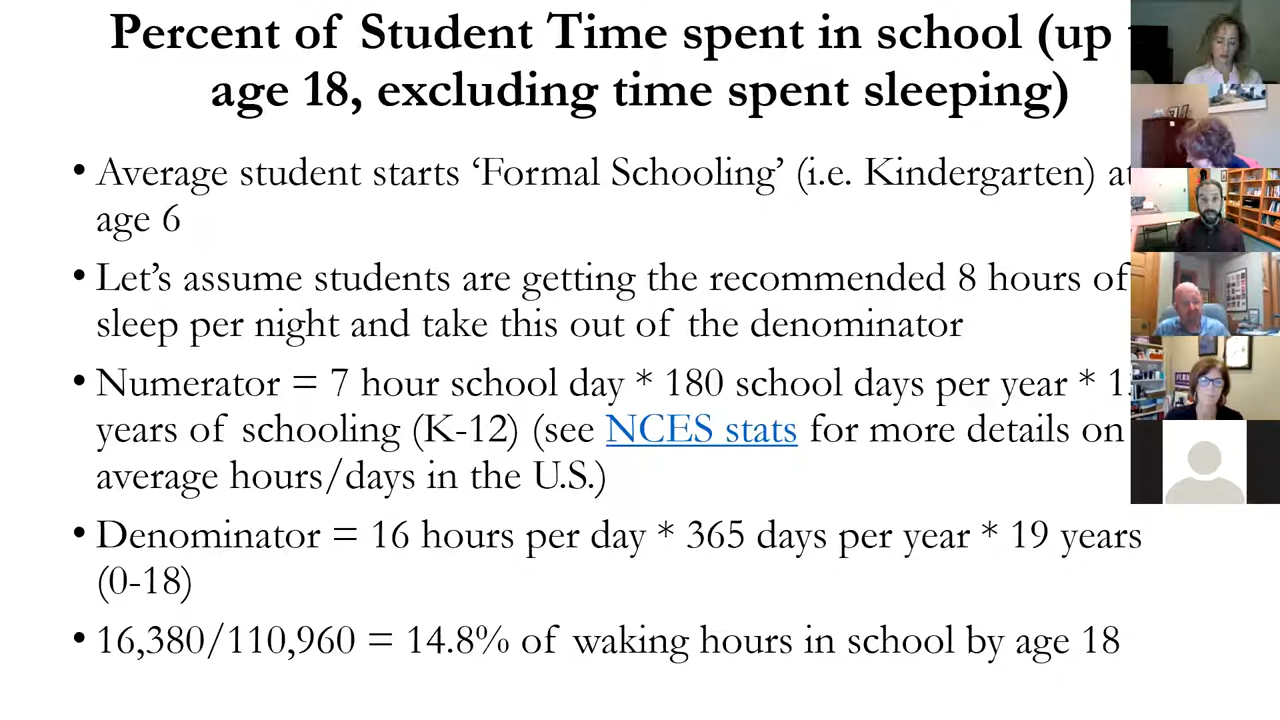 Percent of Student Time spent in school (up
age 18, excluding time spent sleeping)
• Average student starts ‘Formal Schooling’ (i.e. Kindergarten) at
age 6
• Let’s assume students are getting the recommended 8 hours of
sleep per night and take this out of the denominator
• Numerator = 7 hour school day * 180 school days per year * 1
years of schooling (K-12) (see NCES stats for more details on
average hours/days in the U.S.)
• Denominator = 16 hours per day * 365 days per year * 19 years
(0-18)
• 16,380/110,960 = 14.8% of waking hours in school by age 18